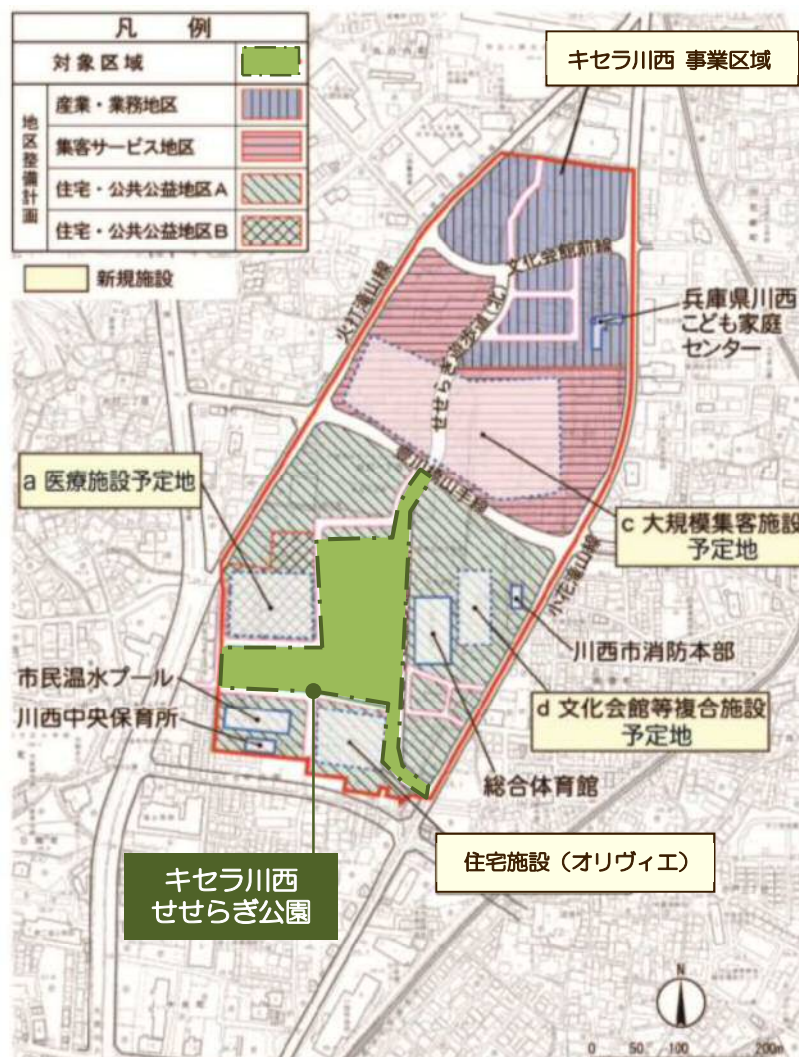 凡例
対象区域
地区整備計画
産業・業務地区
集客サービス地区
住宅・公共公益地区A
住宅・公共公益地区B
新規施設
キセラ川西 事業区域
火打滝山線
文化会館前線
せせらぎ遊歩道(北)
兵庫県川西
こども家庭
センター
a 医療施設予定地
c 大規模集客施設
予定地
小花滝山線
川西市消防本部
市民温水プール
川西中央保育所
d 文化会館等複合施設
予定地
総合体育館
住宅施設（オリヴィエ）
キセラ川西
せせらぎ公園
N
0 50 100 200m